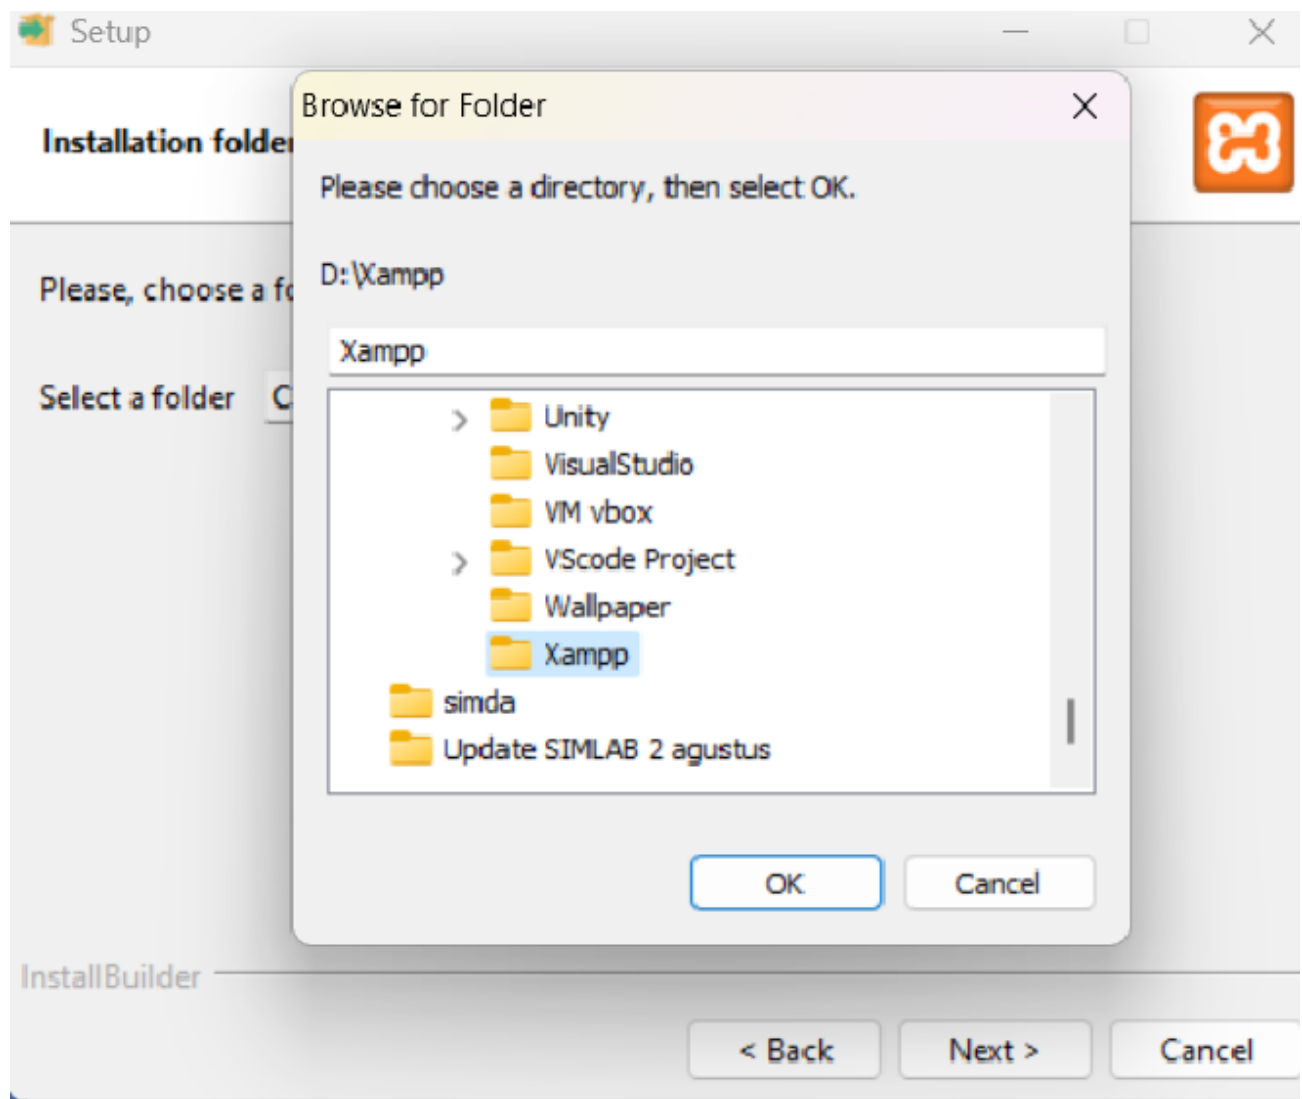 Setup
Browse for Folder
Installation folder
Please choose a directory, then select OK.
D:\Xampp
Please, choose a fo
Xampp
Select a folder C
Unity
VisualStudio
VM vbox
VScode Project
Wallpaper
Xampp
simda
Update SIMLAB 2 agustus
OK Cancel
InstallBuilder
< Back Next > Cancel